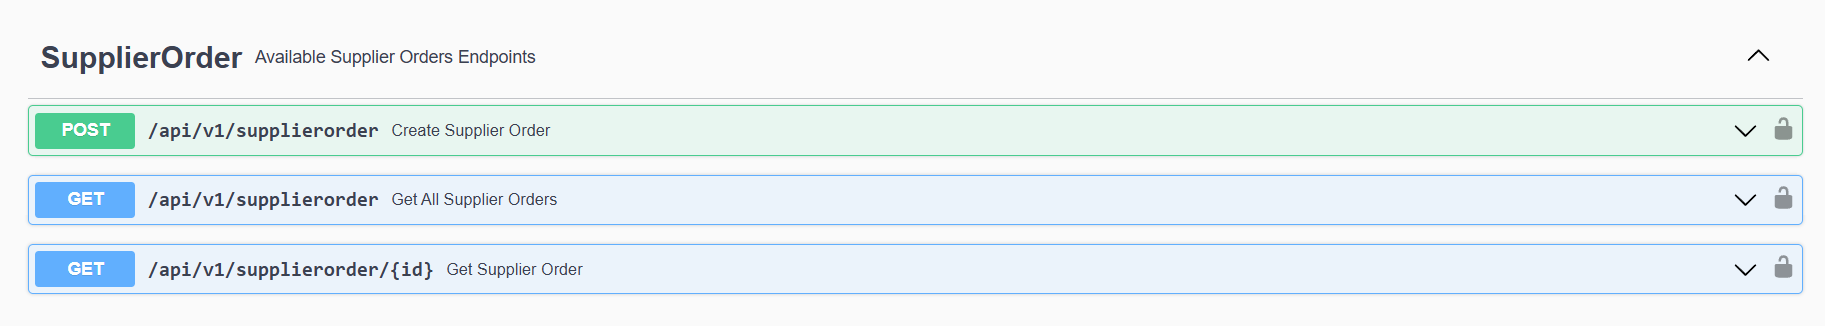 SupplierOrder Available Supplier Orders Endpoints
POST /api/v1/supplierorder Create Supplier Order
GET /api/v1/supplierorder Get All Supplier Orders
GET /api/v1/supplierorder/{id} Get Supplier Order